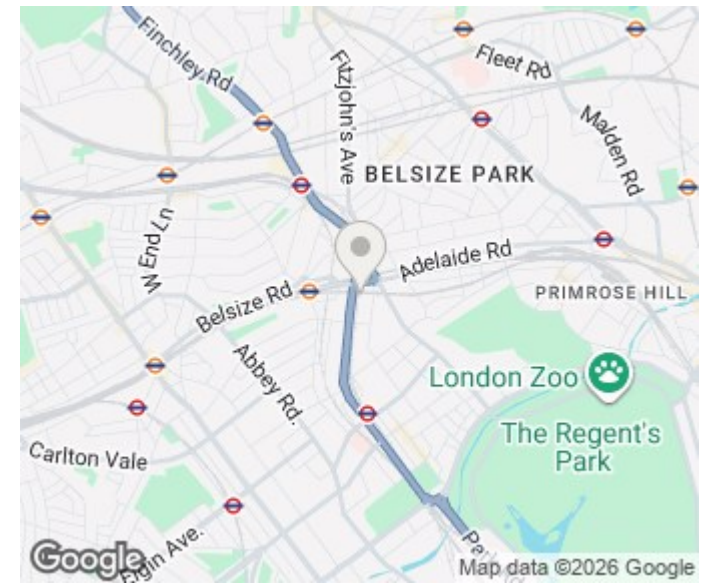 Finchley Rd
Fitzjohn's Ave
Fleet Rd
Malden Rd
BELSIZE PARK
W End Ln
Adelaide Rd
Belsize Rd
PRIMROSE HILL
Abbey Rd.
London Zoo
The Regent's
Park
Carlton Vale
Elgin Ave.
Google
Map data ©2026 Google